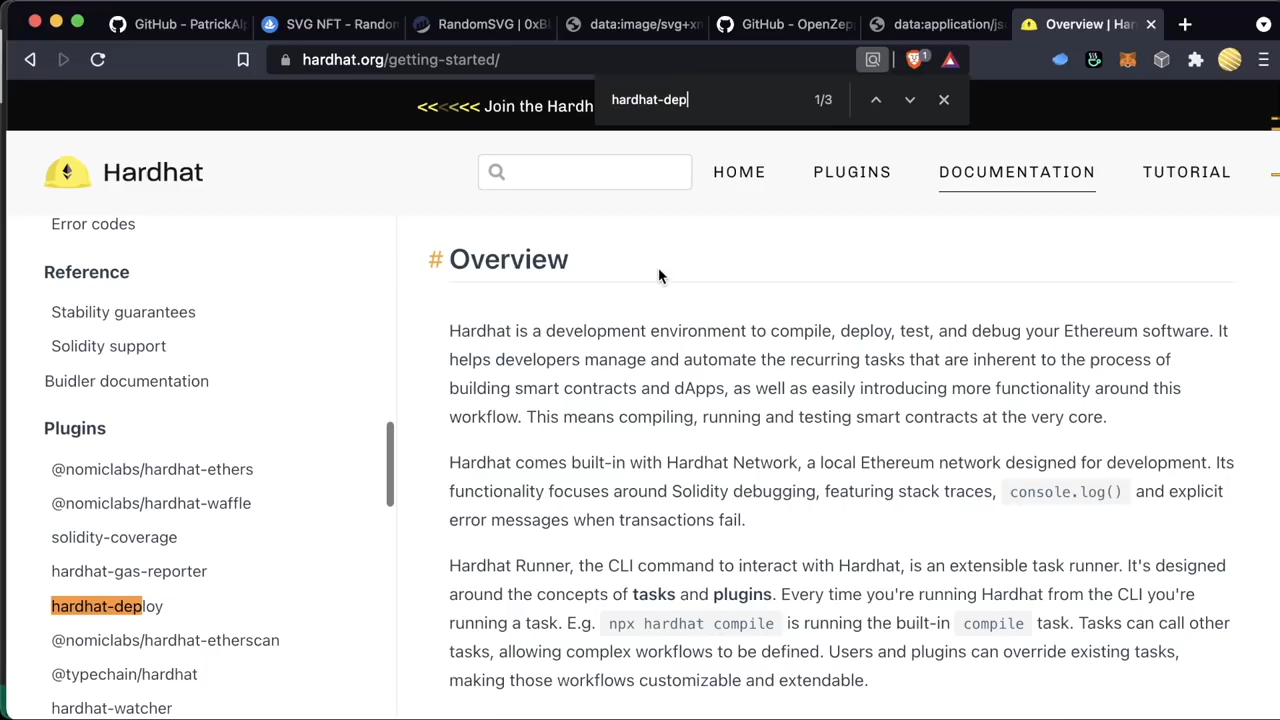 GitHub - PatrickAlp
SVG NFT - Random
RandomSVG | 0xBl
data:image/svg+xm
GitHub - OpenZepp
data:application/js
Overview | Har
hardhat.org/getting-started/
1
<<<<<< Join the Hardh
hardhat-dep
1/3
Hardhat
HOME
PLUGINS
DOCUMENTATION
TUTORIAL
Error codes
Reference
Stability guarantees
Solidity support
Buidler documentation
Plugins
@nomiclabs/hardhat-ethers
@nomiclabs/hardhat-waffle
solidity-coverage
hardhat-gas-reporter
hardhat-deploy
@nomiclabs/hardhat-etherscan
@typechain/hardhat
hardhat-watcher
# Overview
Hardhat is a development environment to compile, deploy, test, and debug your Ethereum software. It
helps developers manage and automate the recurring tasks that are inherent to the process of
building smart contracts and dApps, as well as easily introducing more functionality around this
workflow. This means compiling, running and testing smart contracts at the very core.
Hardhat comes built-in with Hardhat Network, a local Ethereum network designed for development. Its
functionality focuses around Solidity debugging, featuring stack traces, console.log() and explicit
error messages when transactions fail.
Hardhat Runner, the CLI command to interact with Hardhat, is an extensible task runner. It's designed
around the concepts of tasks and plugins. Every time you're running Hardhat from the CLI you're
running a task. E.g. npx hardhat compile is running the built-in compile task. Tasks can call other
tasks, allowing complex workflows to be defined. Users and plugins can override existing tasks,
making those workflows customizable and extendable.